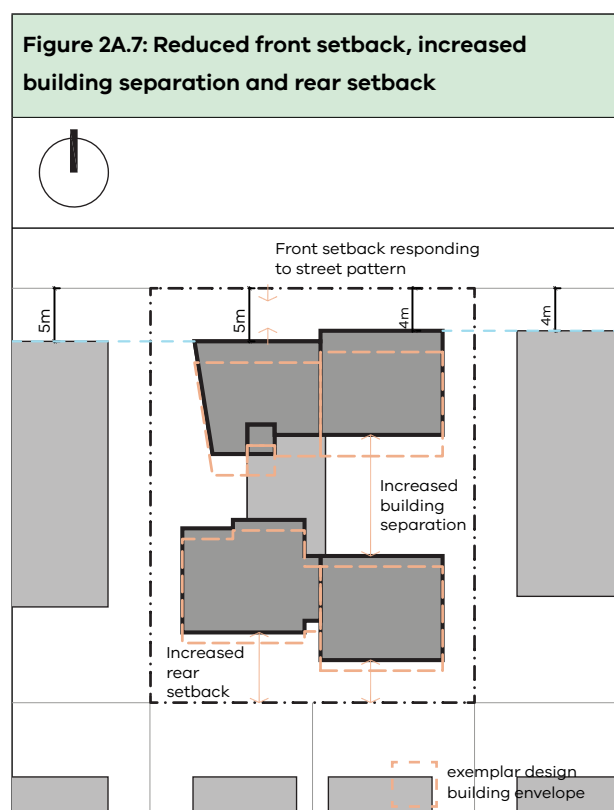 Figure 2A.7: Reduced front setback, increased
building separation and rear setback
Front setback responding
to street pattern
5m
5m
4m
4m
Increased
building
separation
Increased
rear
setback
exemplar design
building envelope